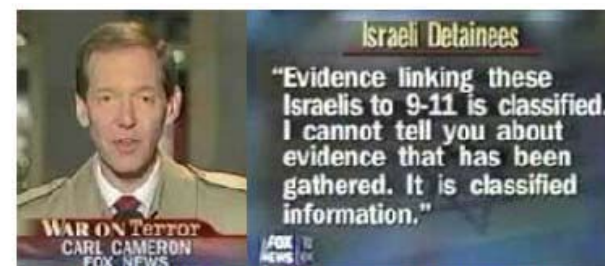 WAR ON Terror
CARL CAMERON
FOX NEWS
Israeli Detainees
“Evidence linking these
Israelis to 9-11 is classified.
I cannot tell you about
evidence that has been
gathered. It is classified
information.”
FOX
NEWS